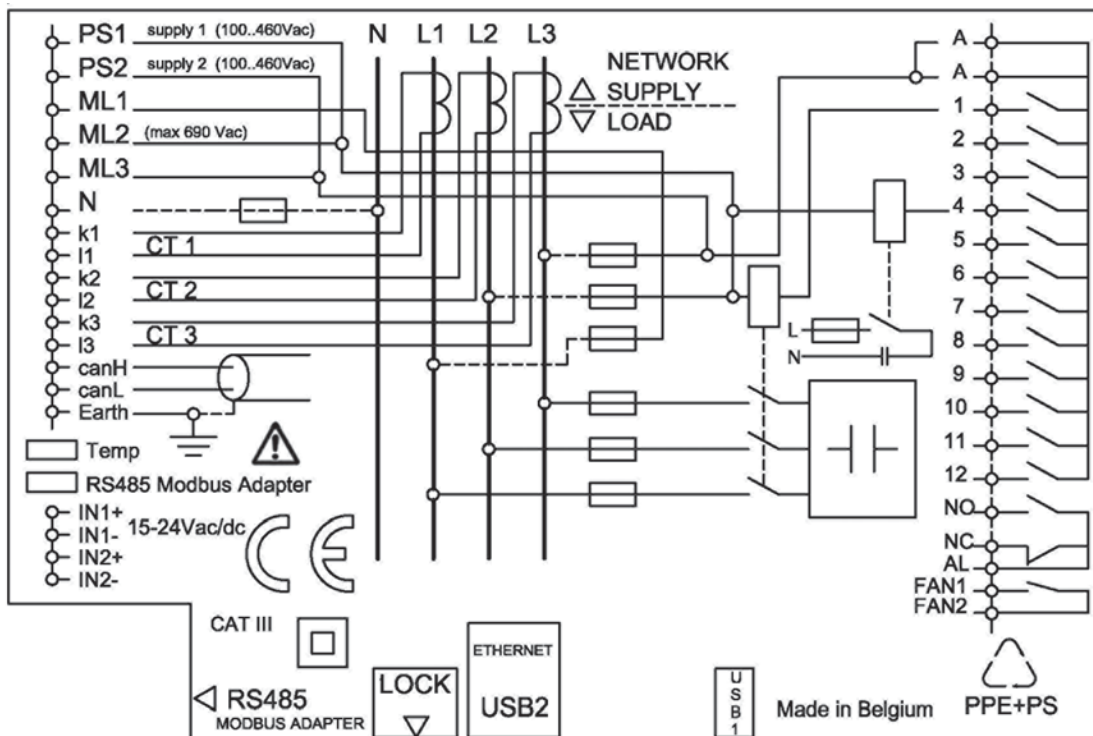 PS1 supply 1 (100..460Vac)
PS2 supply 2 (100..460Vac)
ML1
ML2 (max 690 Vac)
ML3
N
k1
l1 CT 1
k2
l2 CT 2
k3
l3 CT 3
canH
canL
Earth
Temp
RS485 Modbus Adapter
IN1+
IN1- 15-24Vac/dc
IN2+
IN2-
N L1 L2 L3
NETWORK
SUPPLY
LOAD
L
N
A
A
1
2
3
4
5
6
7
8
9
10
11
12
NO
NC
AL
FAN1
FAN2
CE
CAT III
RS485
MODBUS ADAPTER
LOCK
ETHERNET
USB2
USB1
Made in Belgium
PPE+PS